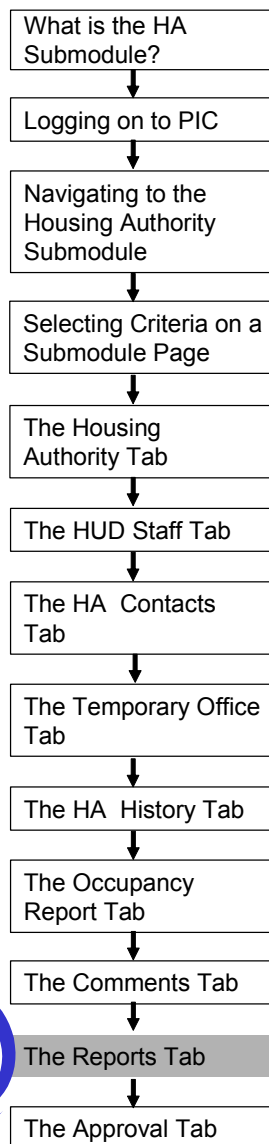 What is the HA
Submodule?
Logging on to PIC
Navigating to the
Housing Authority
Submodule
Selecting Criteria on a
Submodule Page
The Housing
Authority Tab
The HUD Staff Tab
The HA Contacts
Tab
The Temporary Office
Tab
The HA History Tab
The Occupancy
Report Tab
The Comments Tab
The Reports Tab
The Approval Tab